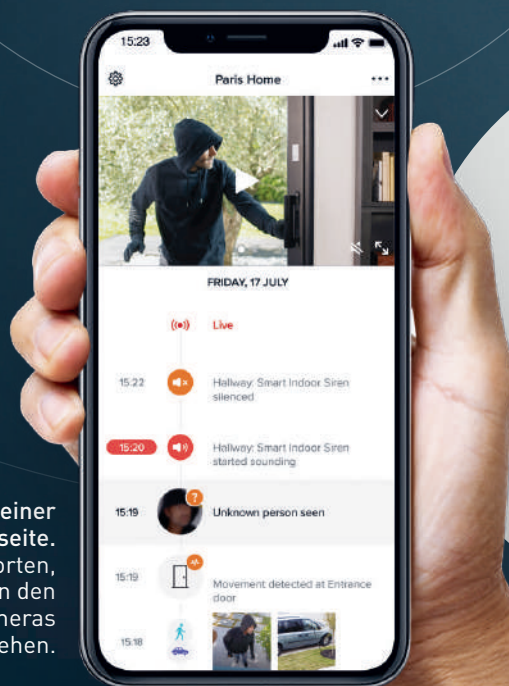 15:23
Paris Home
FRIDAY, 17 JULY
Live
15:22
Hallway: Smart Indoor Siren
silenced
15:20
Hallway: Smart Indoor Siren
started sounding
15:19
?
Unknown person seen
15:19
Movement detected at Entrance
door
15:18
einer
seite.
orten,
n den
neras
ehen.